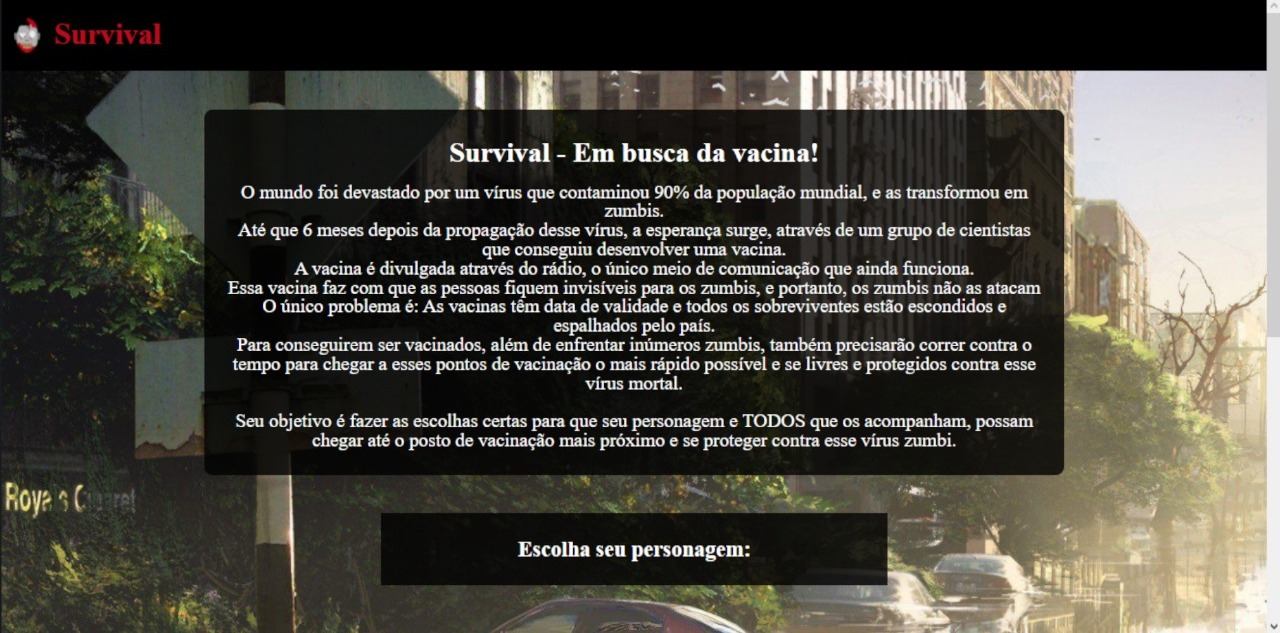 Survival
Survival - Em busca da vacina!
O mundo foi devastado por um vírus que contaminou 90% da população mundial, e as transformou em
zumbis.
Até que 6 meses depois da propagação desse vírus, a esperança surge, através de um grupo de cientistas
que conseguiu desenvolver uma vacina.
A vacina é divulgada através do rádio, o único meio de comunicação que ainda funciona.
Essa vacina faz com que as pessoas fiquem invisíveis para os zumbis, e portanto, os zumbis não as atacam
O único problema é: As vacinas têm data de validade e todos os sobreviventes estão escondidos e
espalhados pelo país.
Para conseguirem ser vacinados, além de enfrentar inúmeros zumbis, também precisarão correr contra o
tempo para chegar a esses pontos de vacinação o mais rápido possível e se livres e protegidos contra esse
vírus mortal.
Seu objetivo é fazer as escolhas certas para que seu personagem e TODOS que os acompanham, possam
chegar até o posto de vacinação mais próximo e se proteger contra esse vírus zumbi.
Escolha seu personagem: